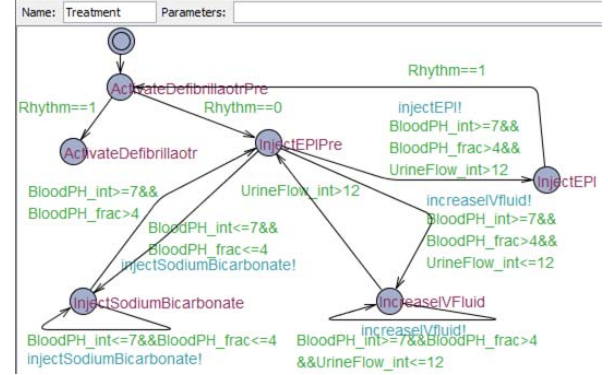 Name: Treatment Parameters:
ActivateDefibrillaotrPre
Rhythm==1
Rhythm==1
Rhythm==0
injectEPI!
BloodPH_int>=7&&
BloodPH_frac>4&&
UrineFlow_int>12
ActivateDefibrillaotr
InjectEPIPre
InjectEPI
BloodPH_int>=7&&
BloodPH_frac>4
UrineFlow_int>12
increaseIVfluid!
BloodPH_int>=7&&
BloodPH_frac>4&&
UrineFlow_int<=12
BloodPH_int<=7&&
BloodPH_frac<=4
injectSodiumBicarbonate!
InjectSodiumBicarbonate
IncreaseIVFluid
BloodPH_int<=7&&BloodPH_frac<=4
injectSodiumBicarbonate!
increaseIVfluid!
BloodPH_int>=7&&BloodPH_frac>4
&&UrineFlow_int<=12